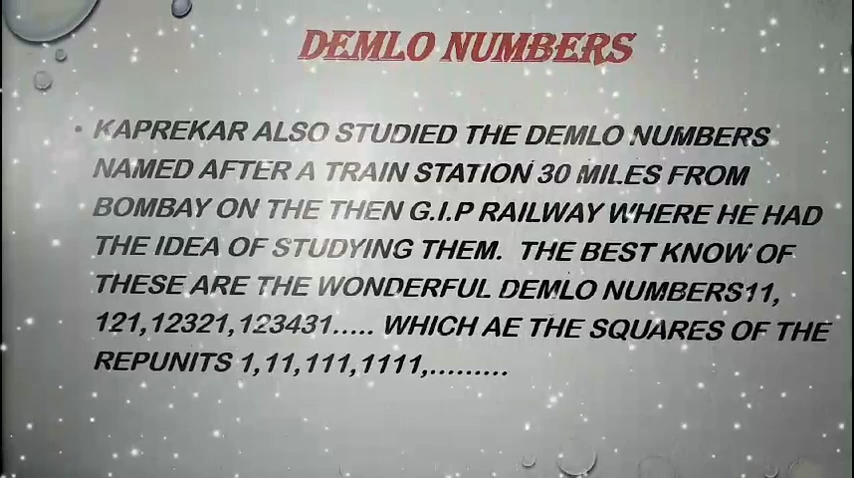 DEMLO NUMBERS
• KAPREKAR ALSO STUDIED THE DEMLO NUMBERS
NAMED AFTER A TRAIN STATION 30 MILES FROM
BOMBAY ON THE THEN G.I.P RAILWAY WHERE HE HAD
THE IDEA OF STUDYING THEM. THE BEST KNOW OF
THESE ARE THE WONDERFUL DEMLO NUMBERS11,
121,12321,123431..... WHICH AE THE SQUARES OF THE
REPUNITS 1,11,111,1111,.........